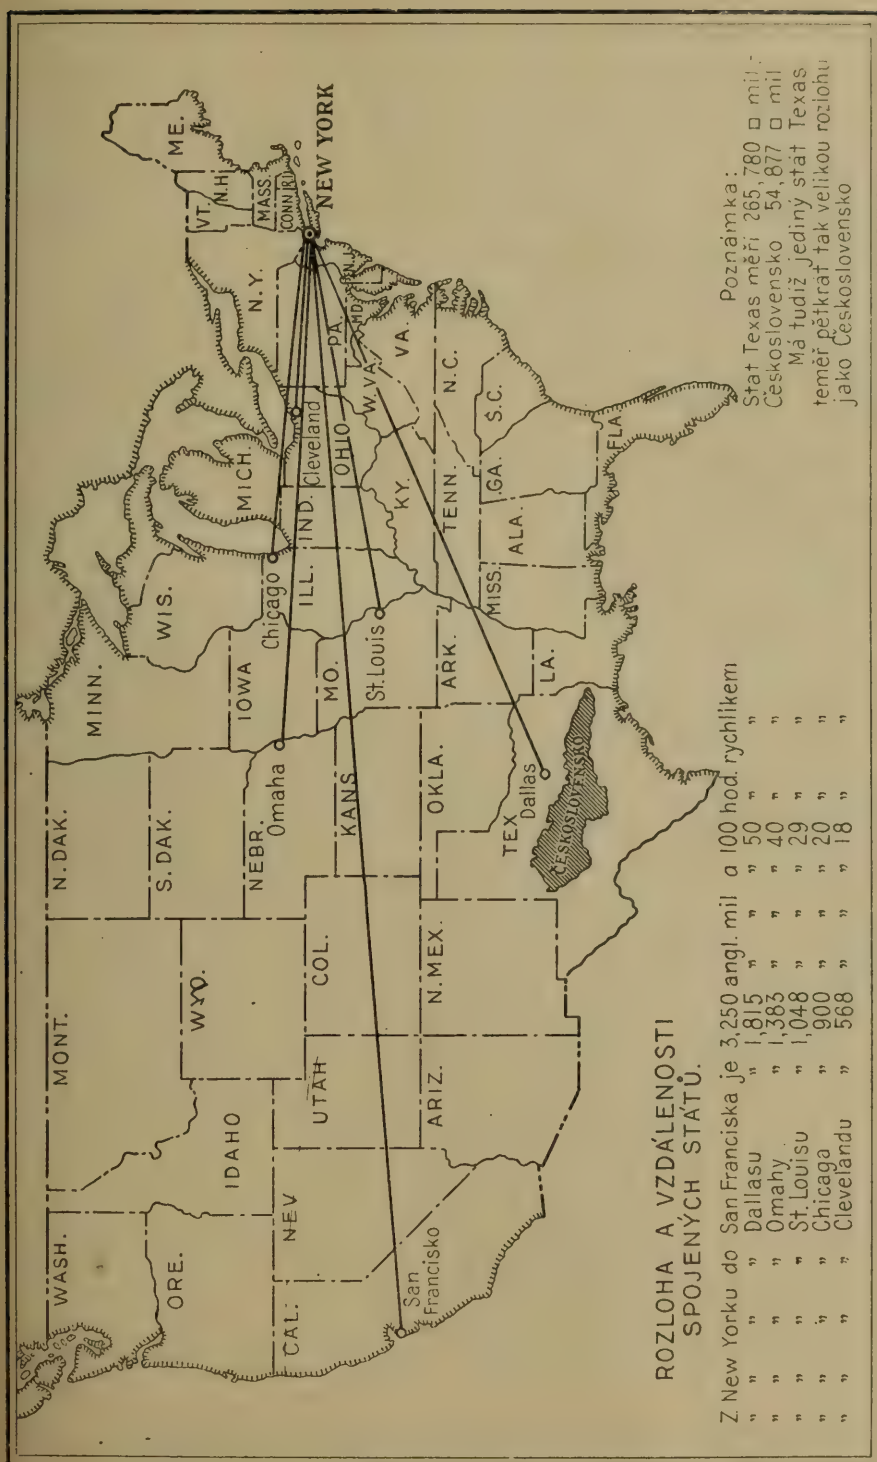 WASH.
MONT.
N. DAK.
MINN.
ORE.
IDAHO
WYO.
S. DAK.
WIS.
MICH.
N.Y.
VT.
N.H.
ME.
MASS.
CONN.
R.I.
NEW YORK
CAL.
NEV
UTAH
COL.
NEBR.
Omaha
IOWA
Chicago
ILL.
IND.
Cleveland
OHIO
PA.
N.J.
MD.
San
Francisko
ARIZ.
N.MEX.
KANS
OKLA.
MO.
St. Louis
ARK.
KY.
TENN.
W.VA.
VA.
N.C.
S.C.
TEX
Dallas
ČESKOSLOVENSKO
LA.
MISS.
ALA.
GA.
FLA.
ROZLOHA A VZDÁLENOSTI
SPOJENÝCH STÁTŮ.
Z New Yorku do San Franciska je 3,250 angl. mil a 100 hod. rychlíkem
" " " Dallasu " 1,815 " " " 50 " "
" " " Omahy " 1,383 " " " 40 " "
" " " St. Louisu " 1,048 " " " 29 " "
" " " Chicaga " 900 " " " 20 " "
" " " Clevelandu " 568 " " " 18 " "
Poznámka:
Stát Texas měří 265,780 □ mil.-
Československo 54,877 □ mil
Má tudíž jediný stát Texas
teměř pětkrát tak velikou rozlohu
jako Československo